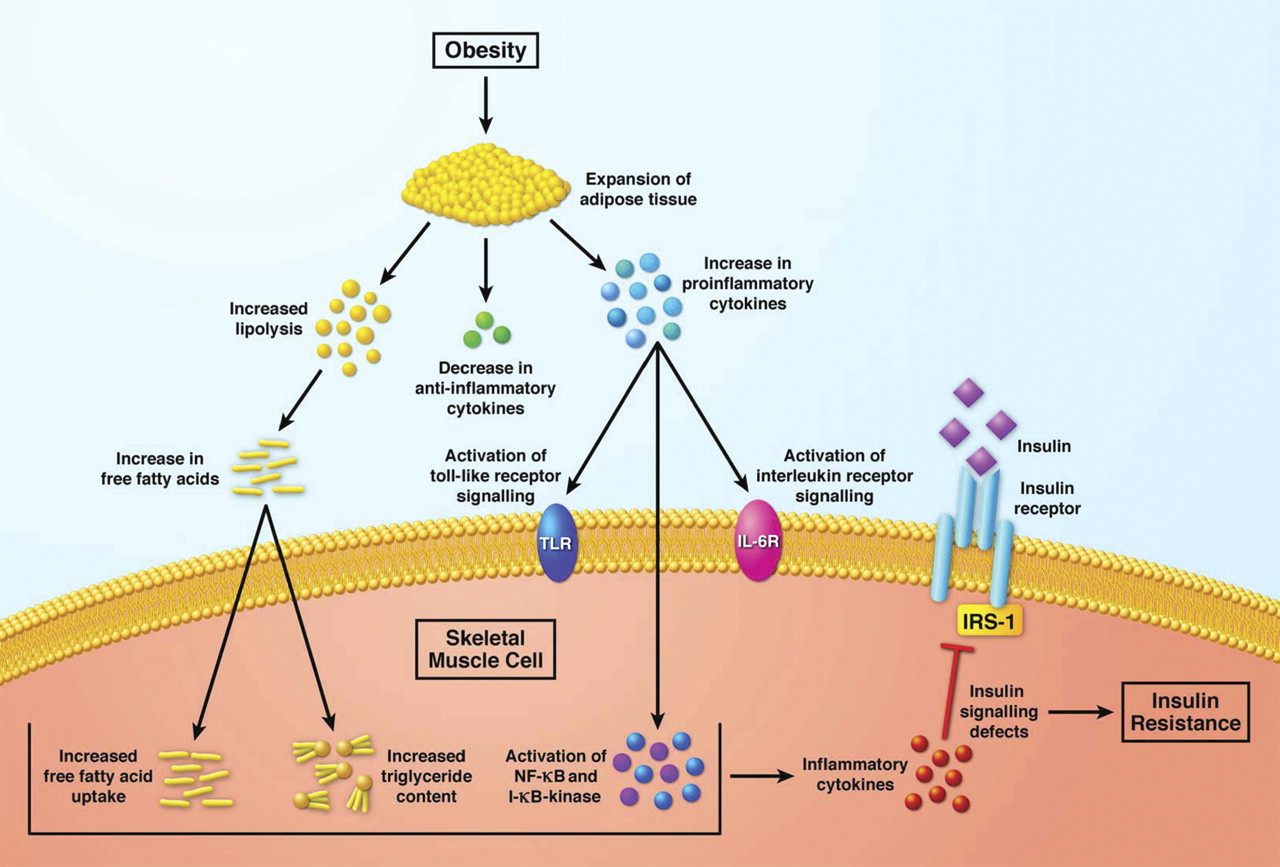 Obesity
Expansion of
adipose tissue
Increased
lipolysis
Decrease in
anti-inflammatory
cytokines
Increase in
proinflammatory
cytokines
Increase in
free fatty acids
Activation of
toll-like receptor
signalling
Activation of
interleukin receptor
signalling
Insulin
Insulin
receptor
TLR
IL-6R
IRS-1
Skeletal
Muscle Cell
Increased
free fatty acid
uptake
Increased
triglyceride
content
Activation of
NF-κB and
I-κB-kinase
Inflammatory
cytokines
Insulin
signalling
defects
Insulin
Resistance